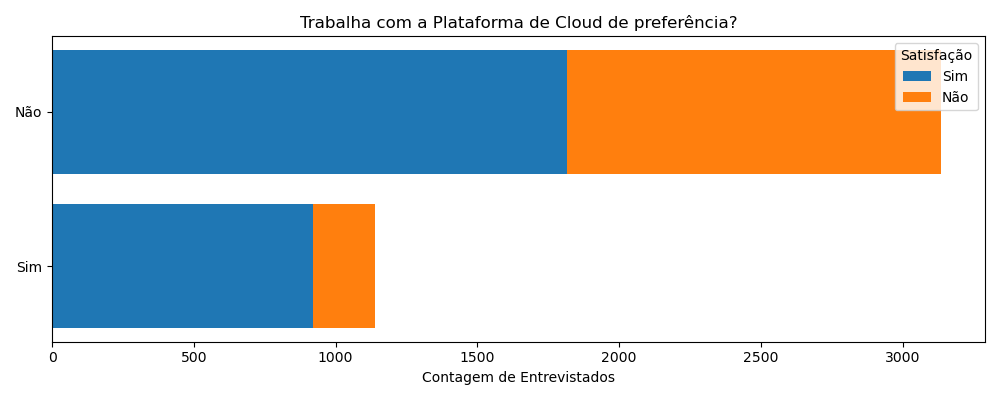 Trabalha com a Plataforma de Cloud de preferência?
Satisfação
Sim
Não
Não
Sim
0 500 1000 1500 2000 2500 3000
Contagem de Entrevistados